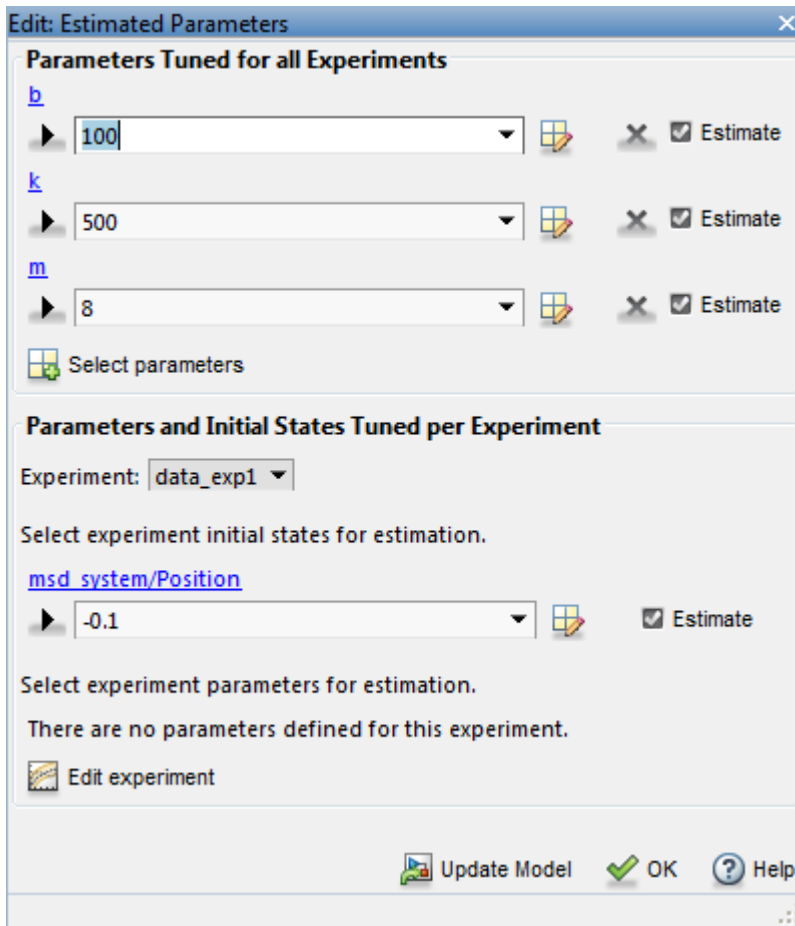 Edit: Estimated Parameters
Parameters Tuned for all Experiments
b
100 Estimate
k
500 Estimate
m
8 Estimate
Select parameters
Parameters and Initial States Tuned per Experiment
Experiment: data_exp1
Select experiment initial states for estimation.
msd system/Position
-0.1 Estimate
Select experiment parameters for estimation.
There are no parameters defined for this experiment.
Edit experiment
Update Model OK Help